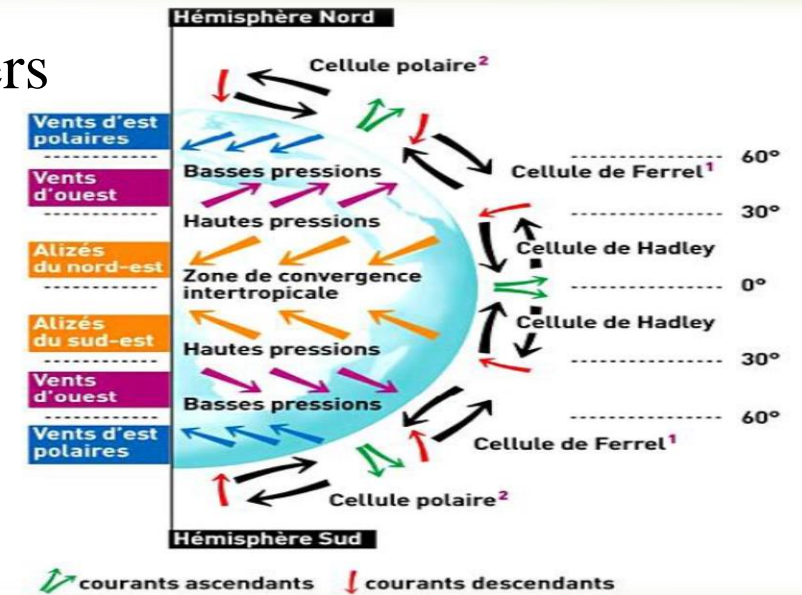 Hémisphère Nord
ers
Cellule polaire²
Vents d'est
polaires
Vents
d'ouest
Alizés
du nord-est
Alizés
du sud-est
Vents
d'ouest
Vents d'est
polaires
Basses pressions
Hautes pressions
Zone de convergence
intertropicale
Hautes pressions
Basses pressions
Cellule de Ferrel¹
Cellule de Hadley
Cellule de Hadley
Cellule de Ferrel¹
Cellule polaire²
60°
30°
0°
30°
60°
Hémisphère Sud
courants ascendants
courants descendants